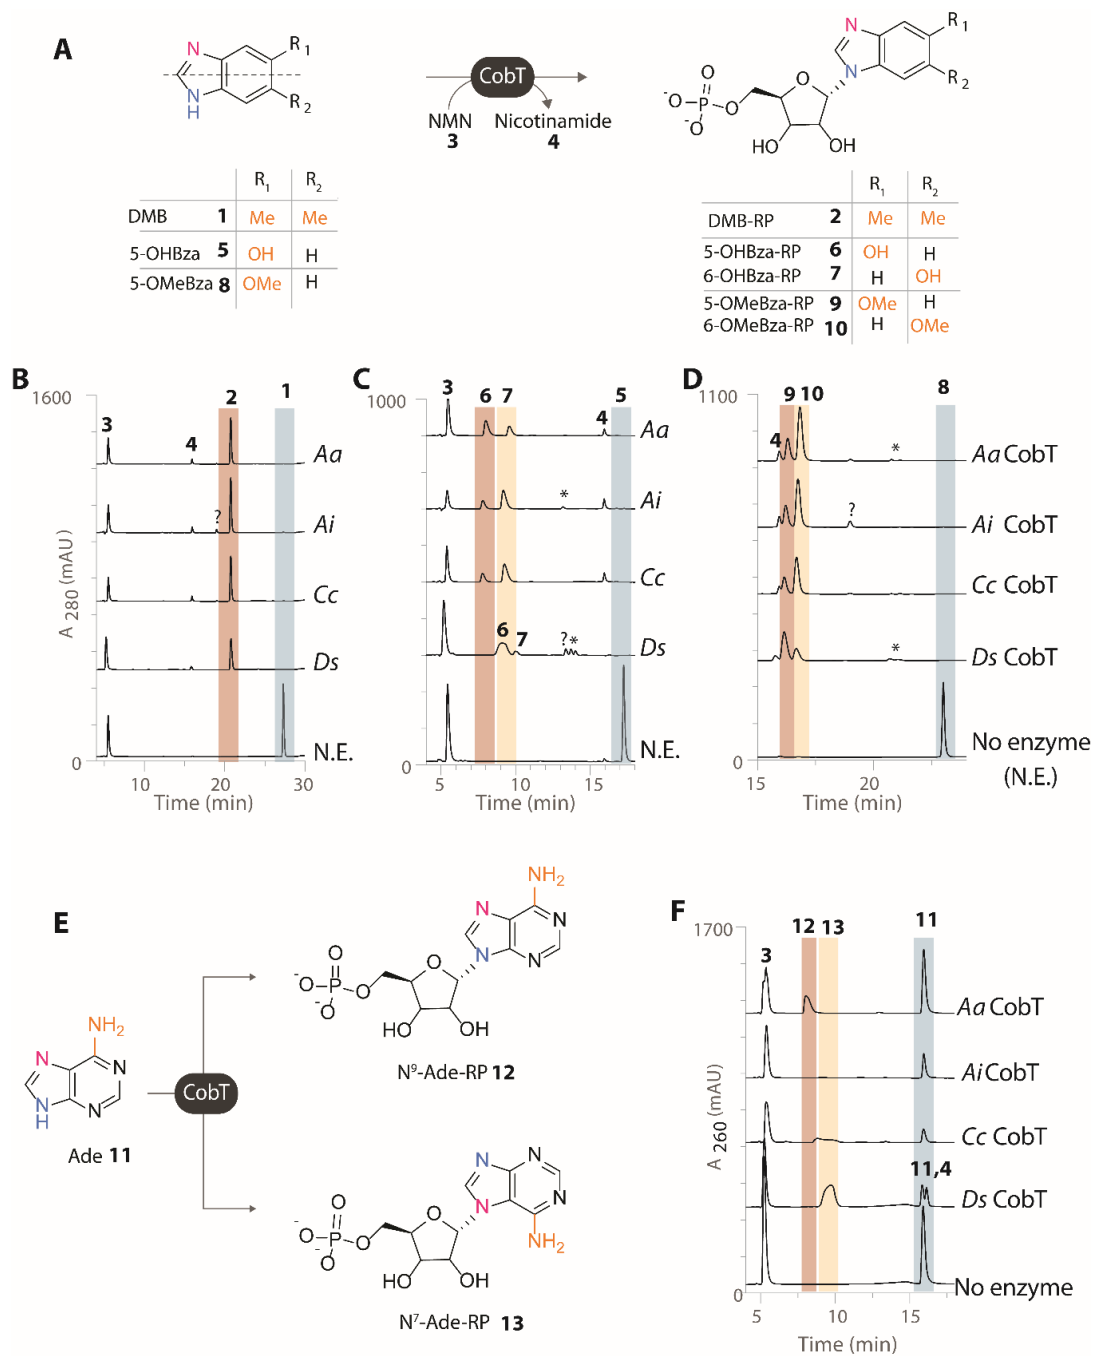 A
N
N
H
R1
R2
CobT
NMN
3
Nicotinamide
4
O
-O
P
O
-O
O
HO
OH
N
N
R1
R2
R1 R2
DMB 1 Me Me
5-OHBza 5 OH H
5-OMeBza 8 OMe H
R1 R2
DMB-RP 2 Me Me
5-OHBza-RP 6 OH H
6-OHBza-RP 7 H OH
5-OMeBza-RP 9 OMe H
6-OMeBza-RP 10 H OMe
B
1600
3
4
2
1
Aa
?
Ai
Cc
Ds
N.E.
A 280 (mAU)
0
10 20 30
Time (min)
C
1000
3
6 7
4
5
Aa
*
Ai
Cc
6
7
?*
Ds
N.E.
0
5 10 15
Time (min)
D
1100
9 10
8
4
*
Aa CobT
?
Ai CobT
Cc CobT
*
Ds CobT
No enzyme
(N.E.)
0
15 20
Time (min)
E
NH2
N
N
N
N
H
Ade 11
CobT
O
-O
P
O
-O
O
HO
OH
NH2
N
N
N
N
N9-Ade-RP 12
O
-O
P
O
-O
O
HO
OH
N
N
N
N
NH2
N7-Ade-RP 13
F
1700
12 13
11
3
Aa CobT
Ai CobT
Cc CobT
11,4
Ds CobT
No enzyme
A 260 (mAU)
0
5 10 15
Time (min)